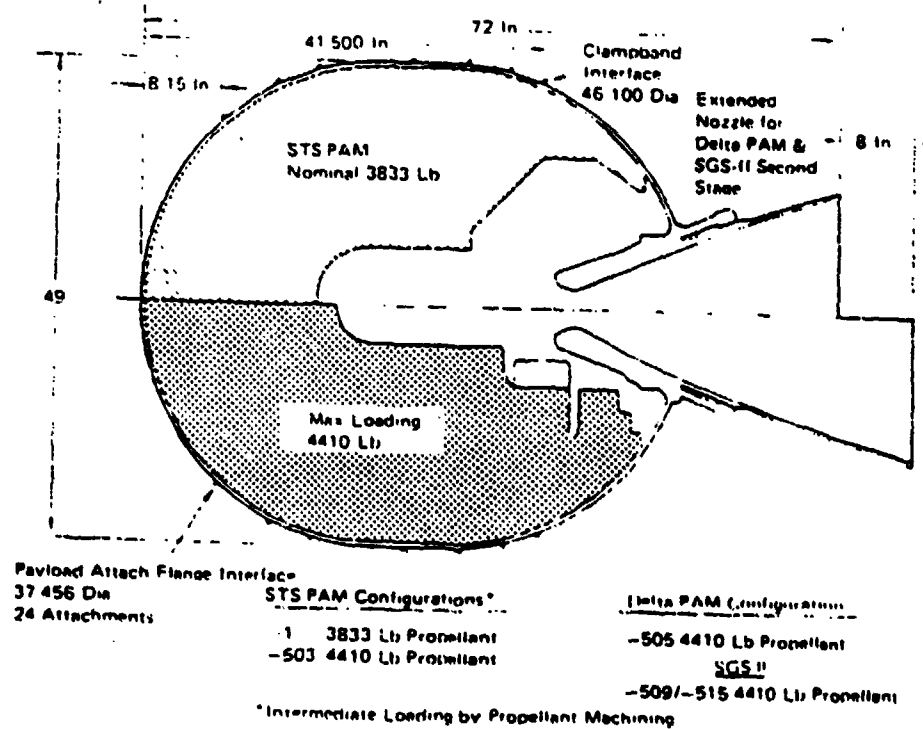 72 In
41 500 In
8 15 In
Clampband
Interface
46 100 Dia
Extended
Nozzle for
Delta PAM &
SGS-II Second
Stage
8 In
STS PAM
Nominal 3833 Lb
49
Max Loading
4410 Lb
Payload Attach Flange Interface
37 456 Dia
24 Attachments
STS PAM Configurations*
-1 3833 Lb Propellant
-503 4410 Lb Propellant
Delta PAM Configuration
-505 4410 Lb Propellant
SGS II
-509/-515 4410 Lb Propellant
*Intermediate Loading by Propellant Machining